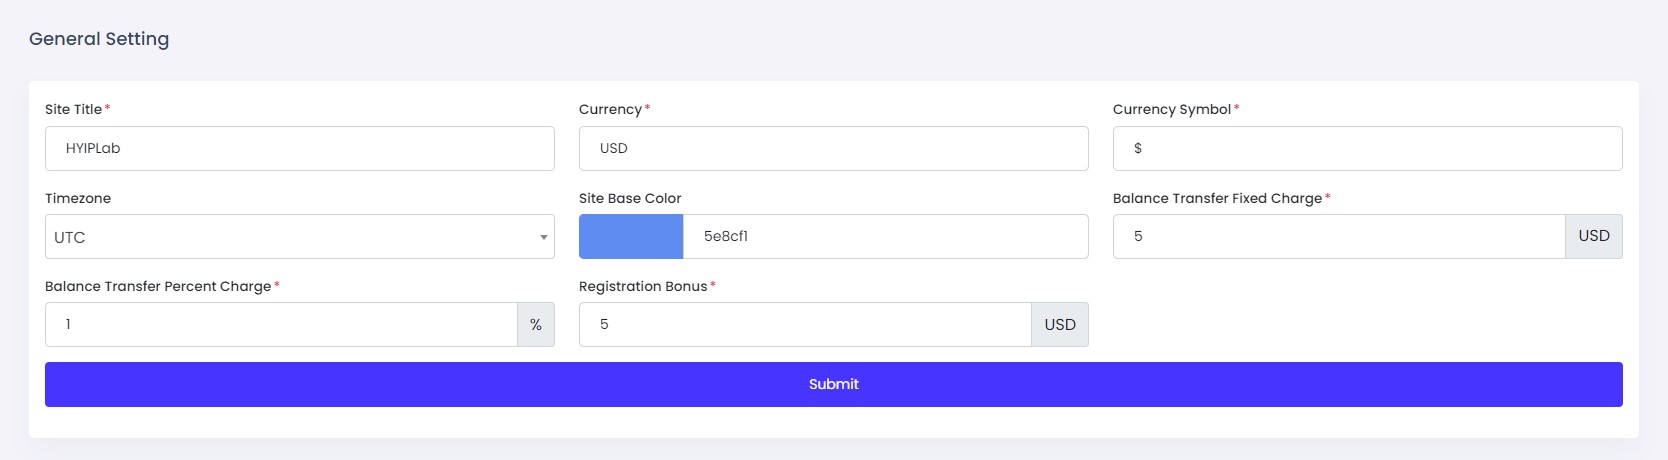 General Setting
Site Title *
Currency *
Currency Symbol *
HYIPLab
USD
$
Timezone
Site Base Color
Balance Transfer Fixed Charge *
UTC
5e8cf1
5 USD
Balance Transfer Percent Charge *
Registration Bonus *
1 %
5 USD
Submit